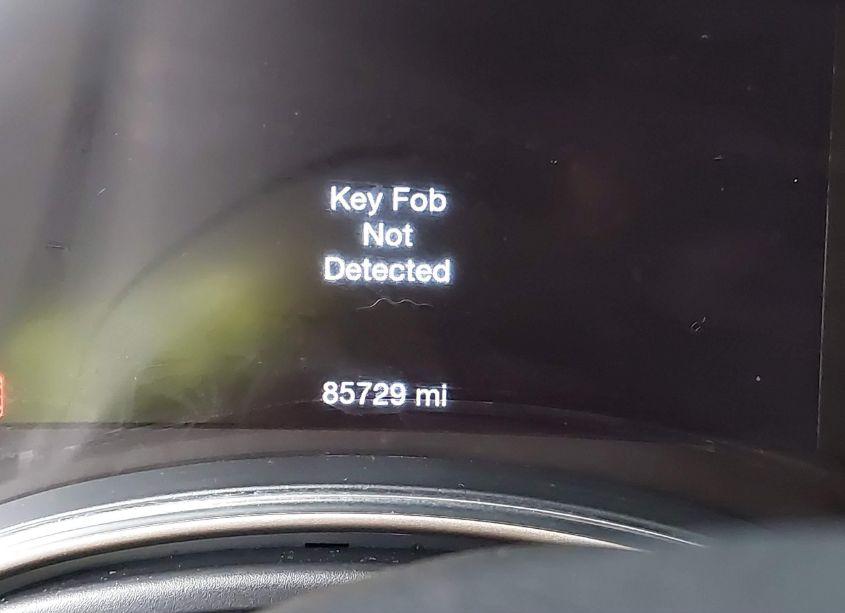 Key Fob
Not
Detected
85729 mi